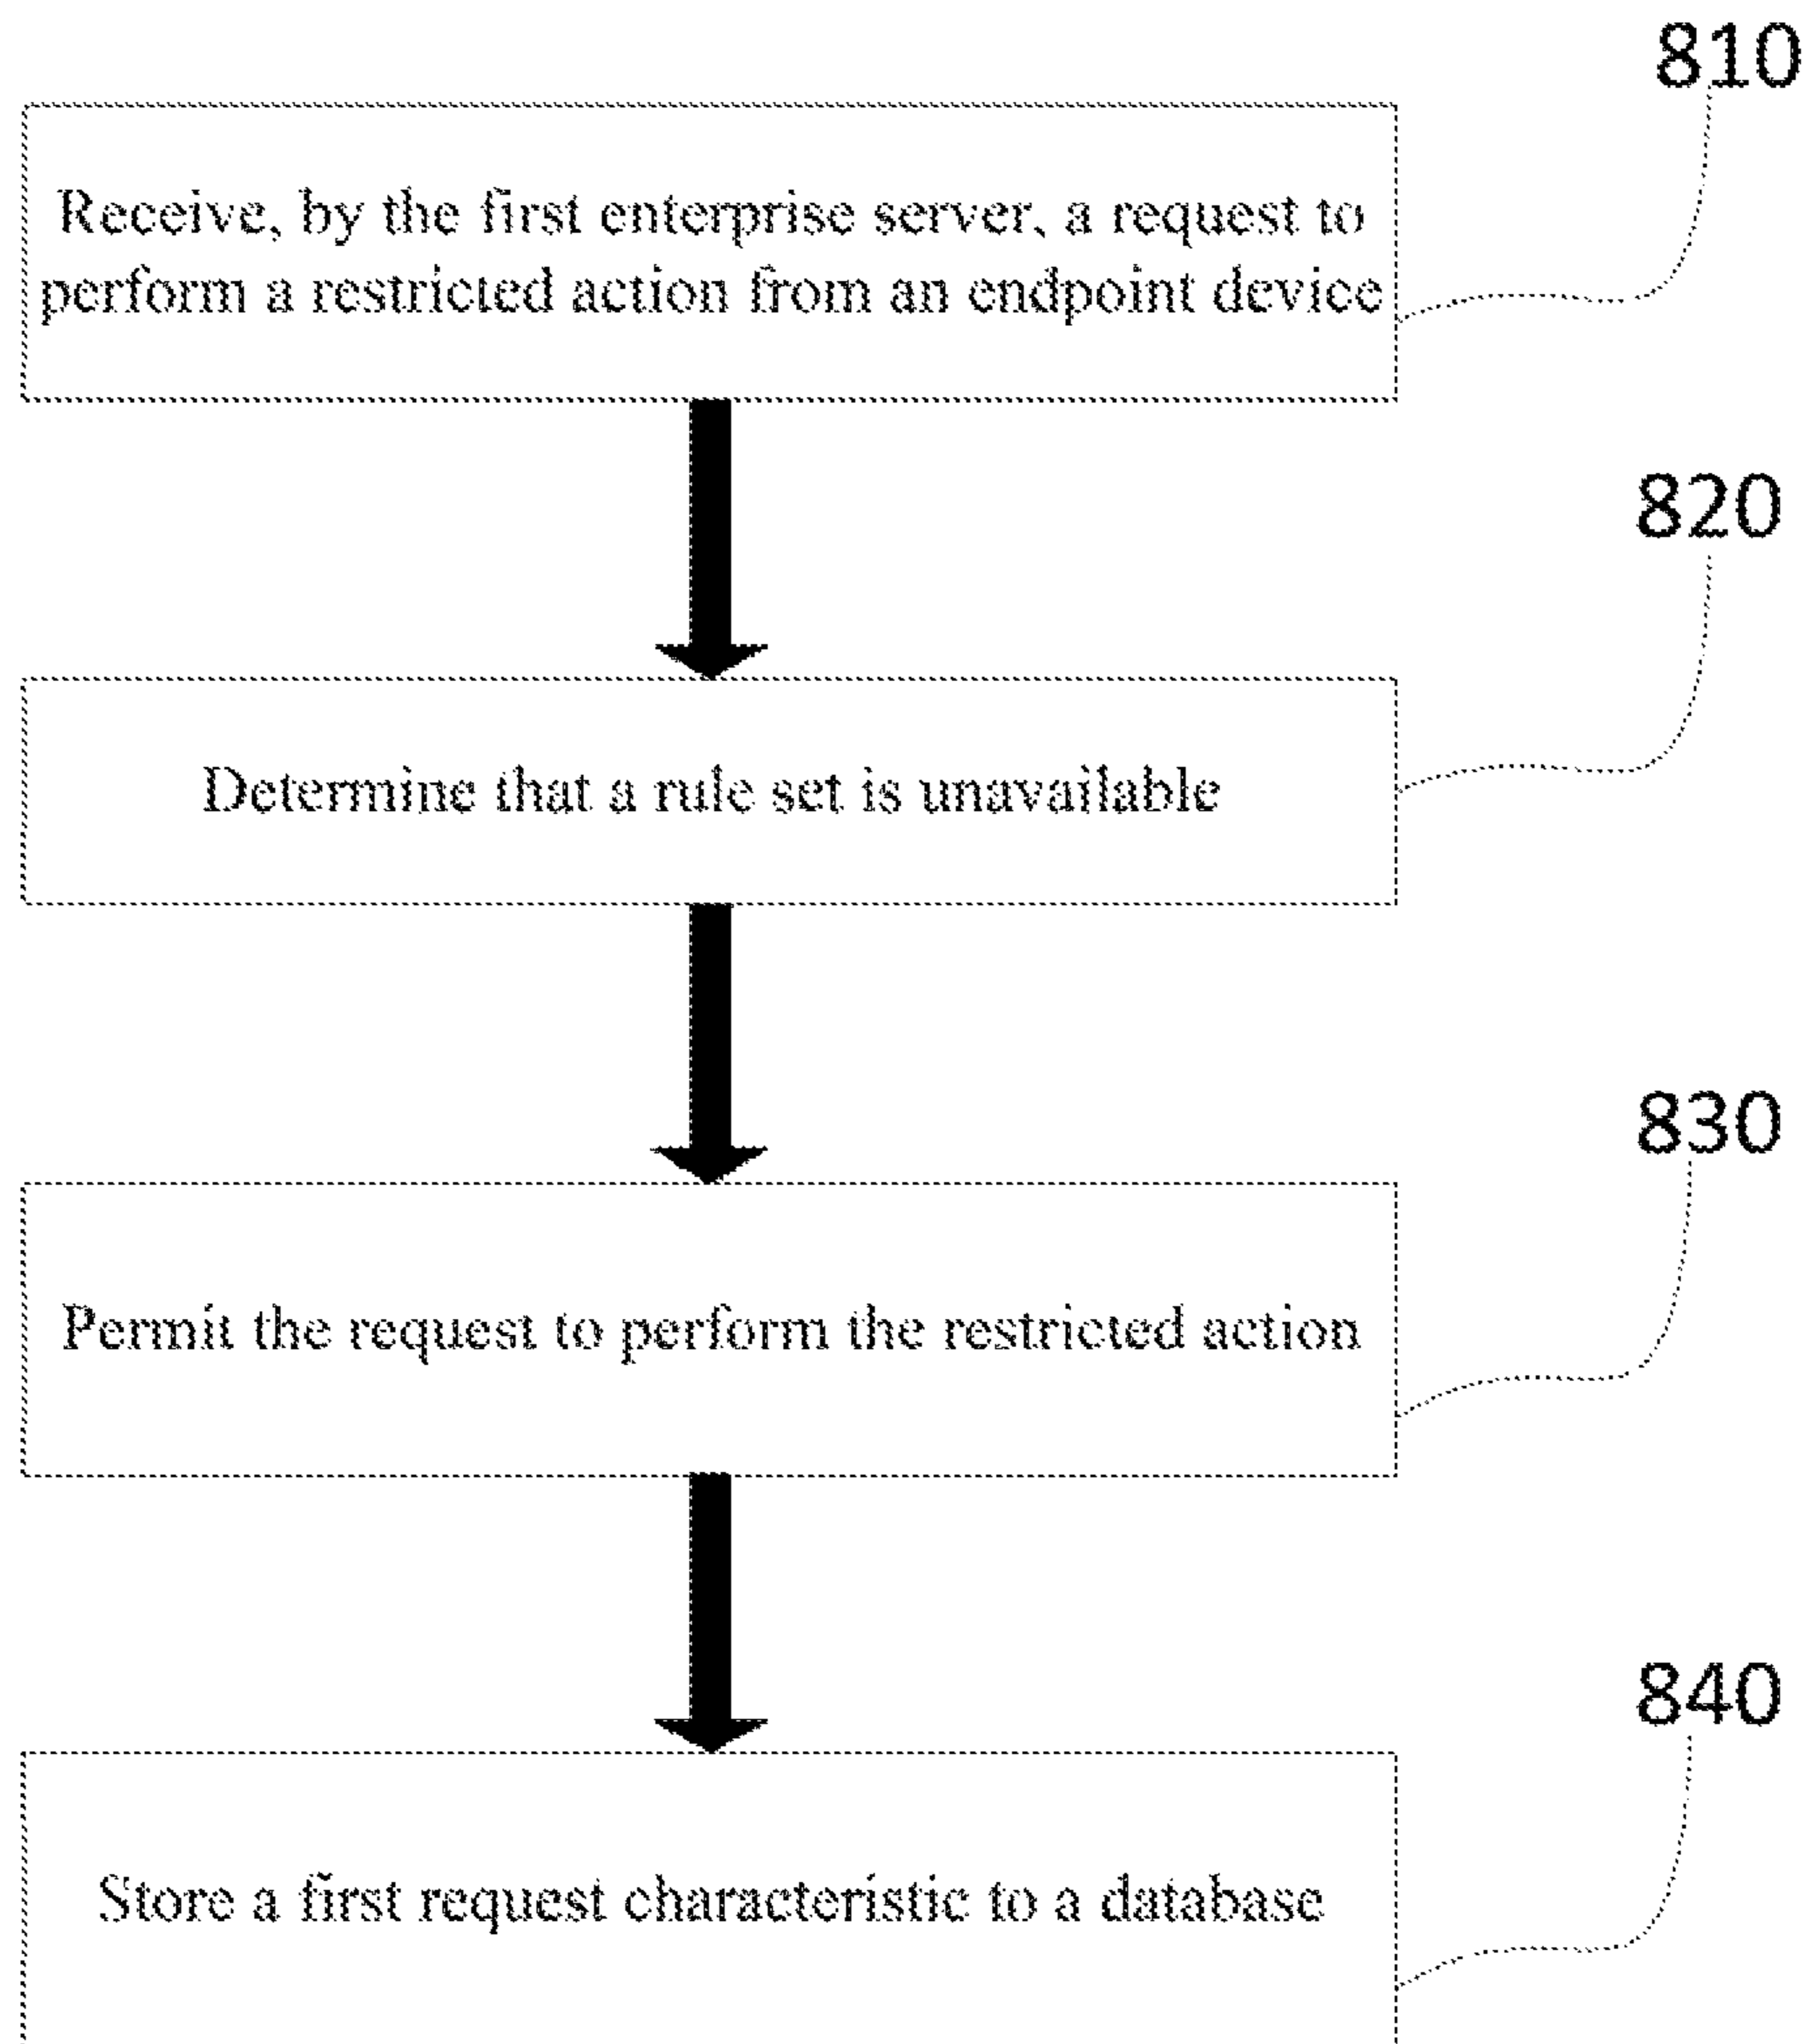 810
Receive, by the first enterprise server, a request to
perform a restricted action from an endpoint device
820
Determine that a rule set is unavailable
830
Permit the request to perform the restricted action
840
Store a first request characteristic to a database